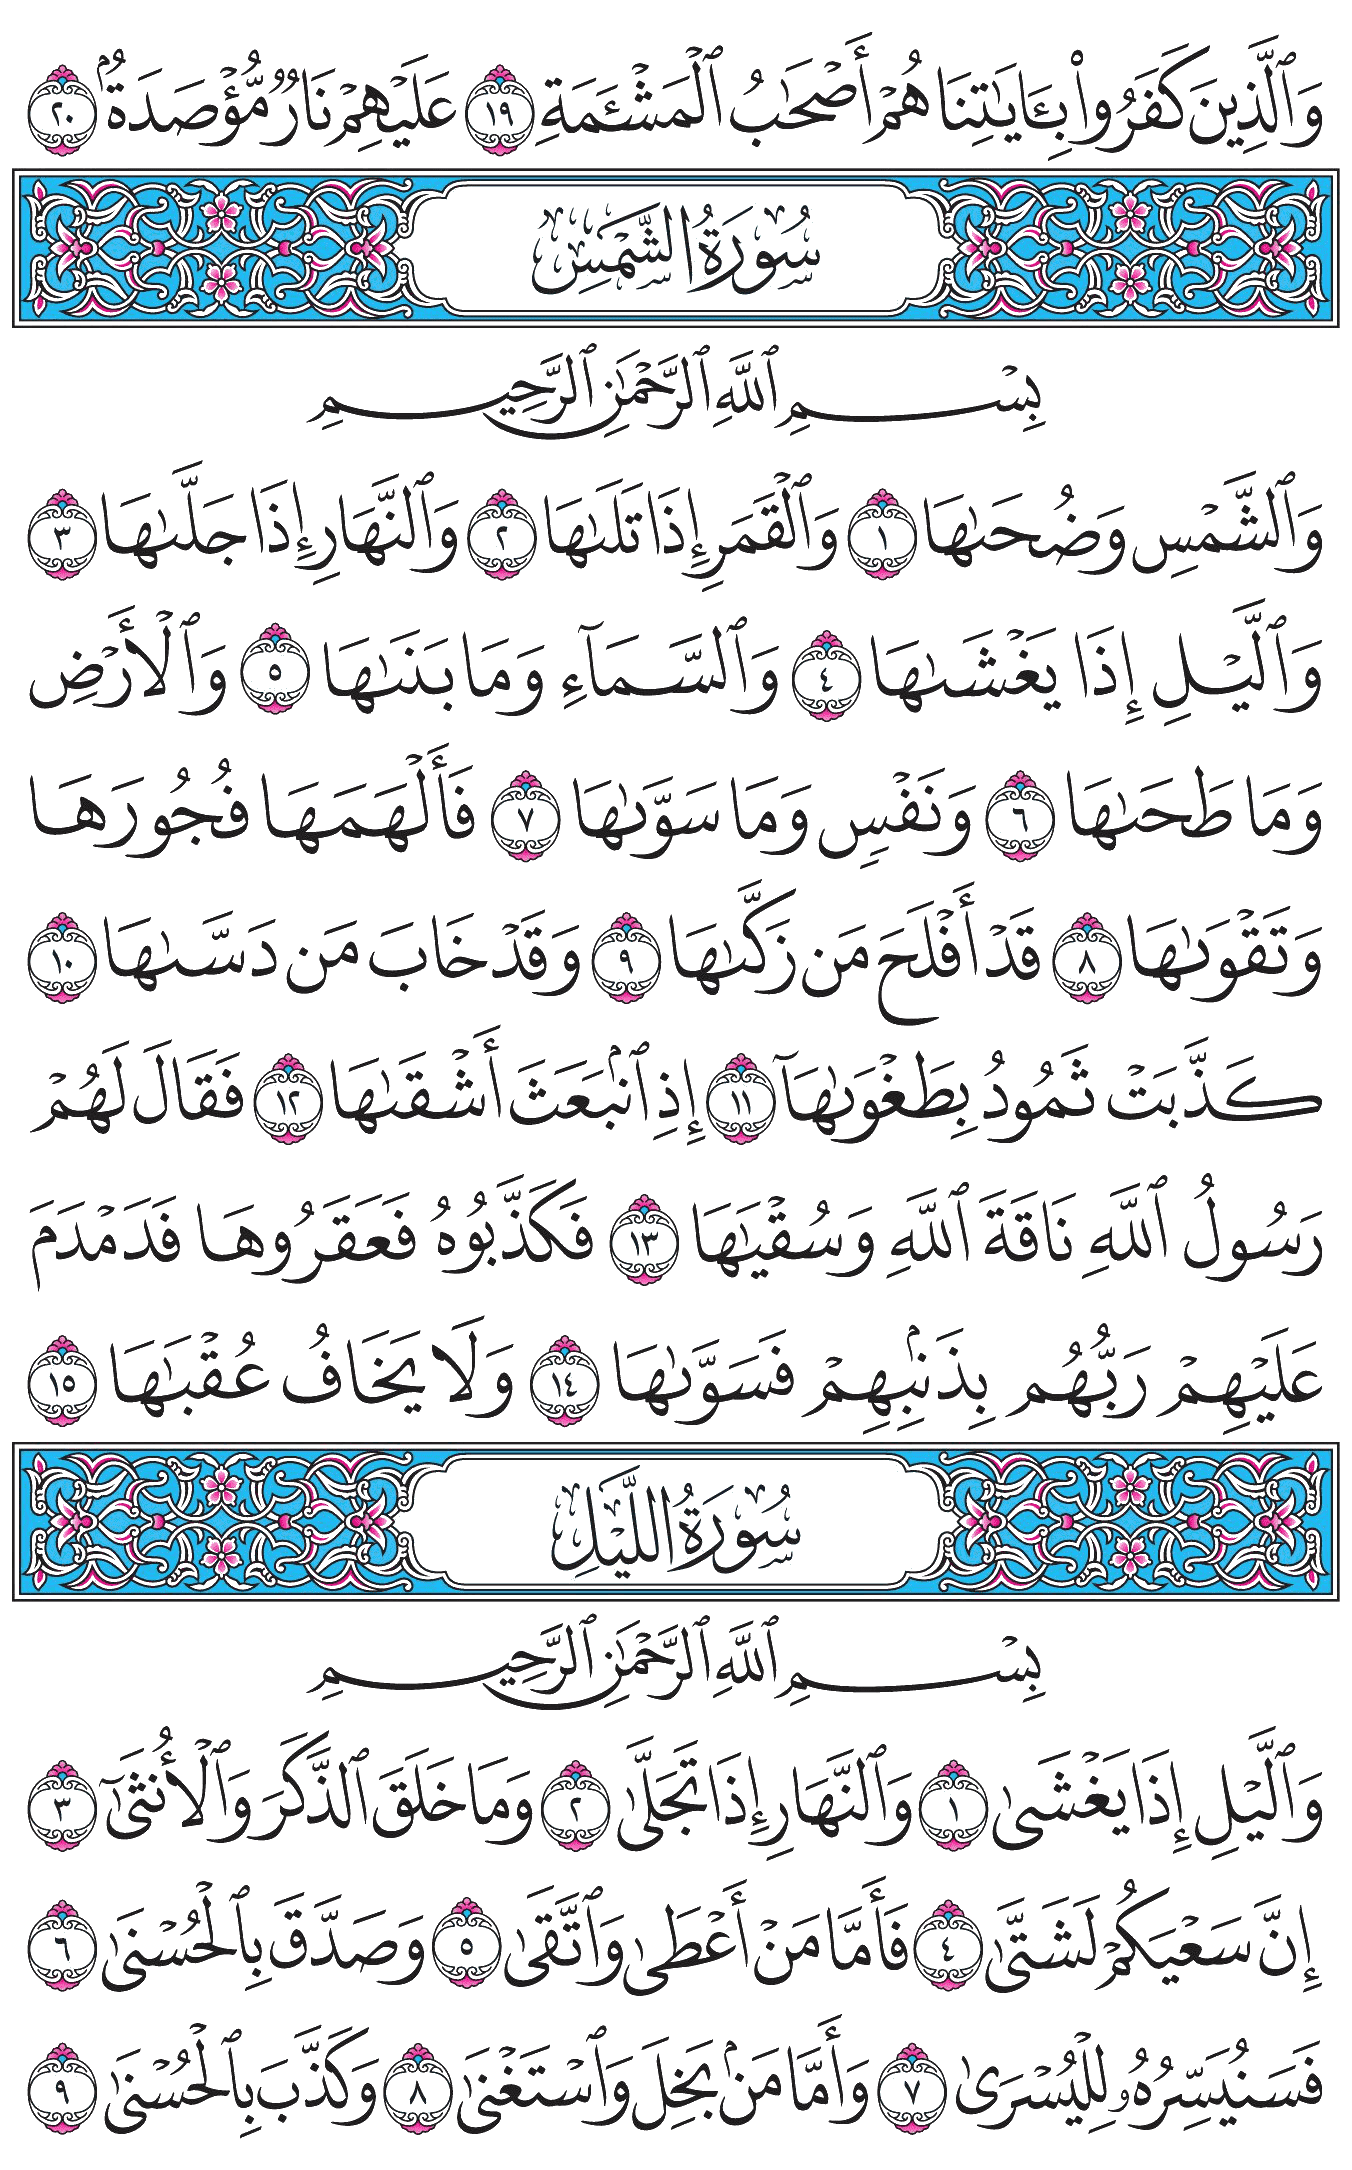 وَٱلَّذِينَ كَفَرُوا۟ بِـَٔايَـٰتِنَا هُمْ أَصْحَـٰبُ ٱلْمَشْـَٔمَةِ ١٩ عَلَيْهِمْ نَارٌ مُّؤْصَدَةٌۢ ٢٠
سُورَةُ الشَّمْسِ
بِسْمِ ٱللَّهِ ٱلرَّحْمَـٰنِ ٱلرَّحِيمِ
وَٱلشَّمْسِ وَضُحَىٰهَا ١ وَٱلْقَمَرِ إِذَا تَلَىٰهَا ٢ وَٱلنَّهَارِ إِذَا جَلَّىٰهَا ٣
وَٱلَّيْلِ إِذَا يَغْشَىٰهَا ٤ وَٱلسَّمَآءِ وَمَا بَنَىٰهَا ٥ وَٱلْأَرْضِ
وَمَا طَحَىٰهَا ٦ وَنَفْسٍ وَمَا سَوَّىٰهَا ٧ فَأَلْهَمَهَا فُجُورَهَا
وَتَقْوَىٰهَا ٨ قَدْ أَفْلَحَ مَن زَكَّىٰهَا ٩ وَقَدْ خَابَ مَن دَسَّىٰهَا ١٠
كَذَّبَتْ ثَمُودُ بِطَغْوَىٰهَآ ١١ إِذِ ٱنۢبَعَثَ أَشْقَىٰهَا ١٢ فَقَالَ لَهُمْ
رَسُولُ ٱللَّهِ نَاقَةَ ٱللَّهِ وَسُقْيَـٰهَا ١٣ فَكَذَّبُوهُ فَعَقَرُوهَا فَدَمْدَمَ
عَلَيْهِمْ رَبُّهُم بِذَنۢبِهِمْ فَسَوَّىٰهَا ١٤ وَلَا يَخَافُ عُقْبَـٰهَا ١٥
سُورَةُ اللَّيْلِ
بِسْمِ ٱللَّهِ ٱلرَّحْمَـٰنِ ٱلرَّحِيمِ
وَٱلَّيْلِ إِذَا يَغْشَىٰ ١ وَٱلنَّهَارِ إِذَا تَجَلَّىٰ ٢ وَمَا خَلَقَ ٱلذَّكَرَ وَٱلْأُنثَىٰٓ ٣
إِنَّ سَعْيَكُمْ لَشَتَّىٰ ٤ فَأَمَّا مَنْ أَعْطَىٰ وَٱتَّقَىٰ ٥ وَصَدَّقَ بِٱلْحُسْنَىٰ ٦
فَسَنُيَسِّرُهُۥ لِلْيُسْرَىٰ ٧ وَأَمَّا مَنۢ بَخِلَ وَٱسْتَغْنَىٰ ٨ وَكَذَّبَ بِٱلْحُسْنَىٰ ٩